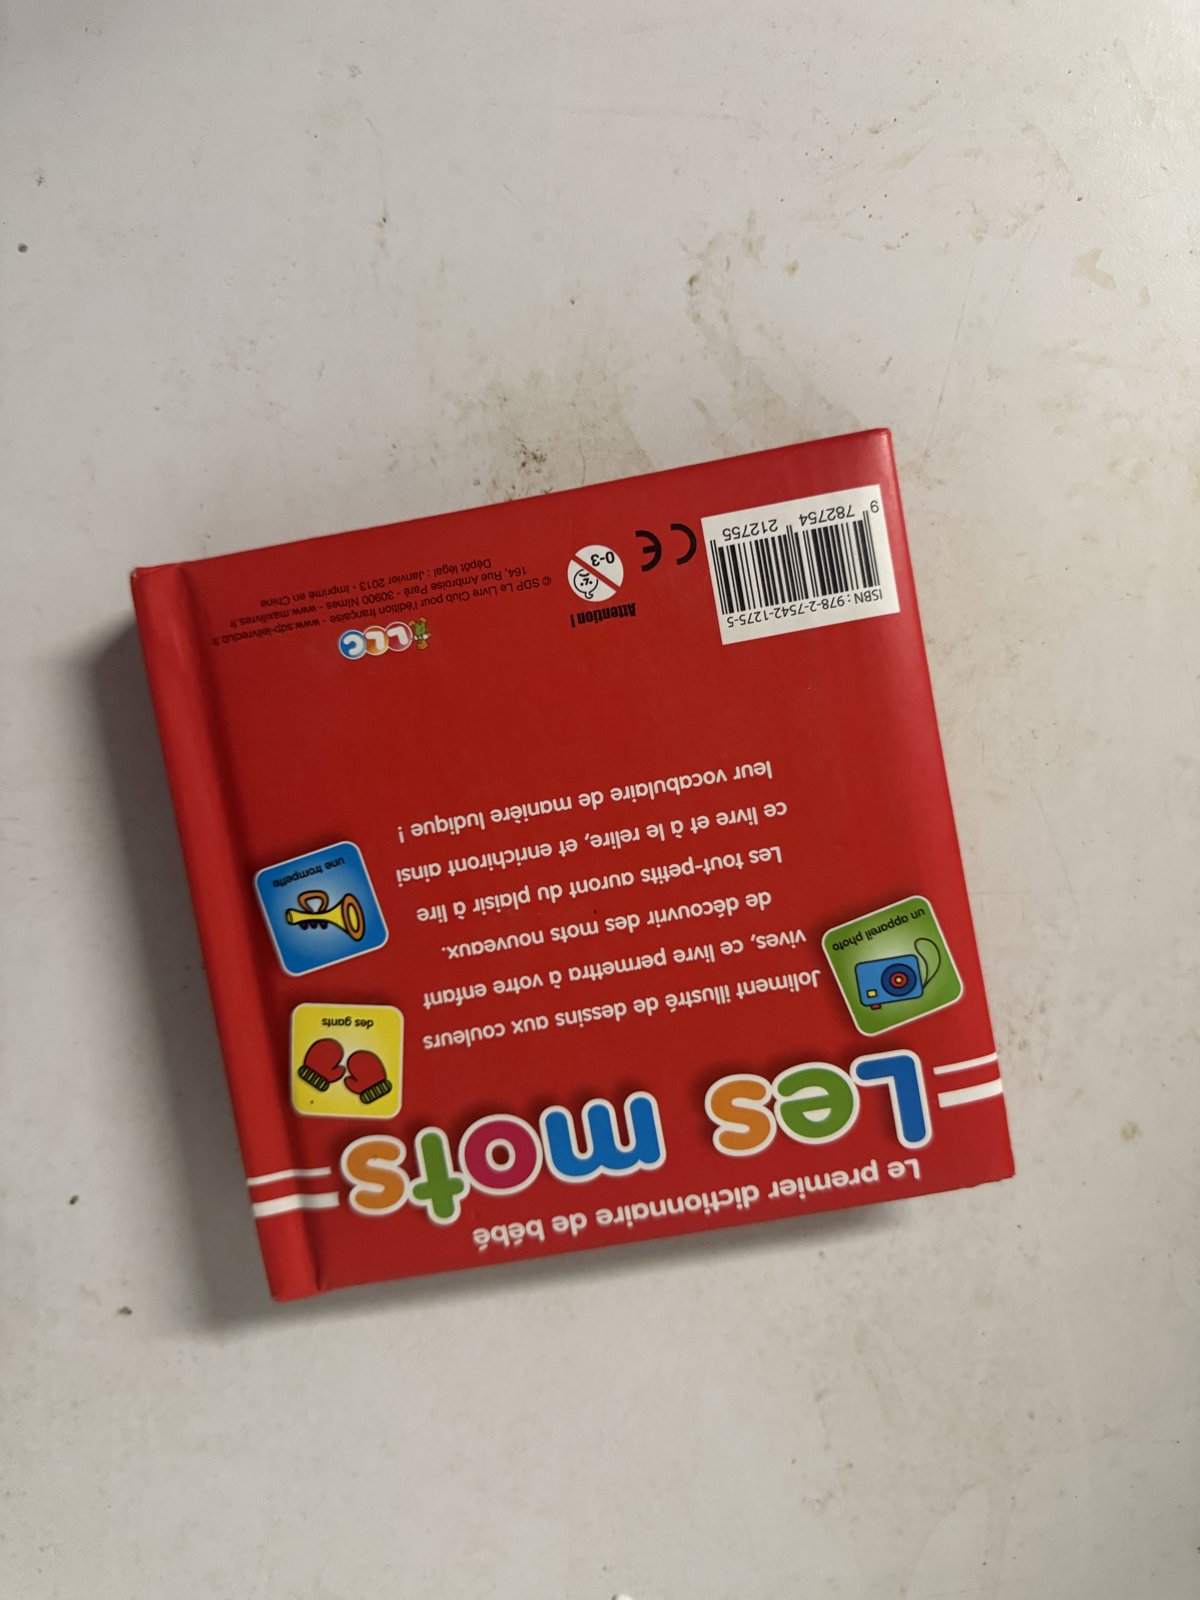 Le premier dictionnaire de bébé
Les mots
un appareil photo
des gants
une trompette
Joliment illustré de dessins aux couleurs
vives, ce livre permettra à votre enfant
de découvrir des mots nouveaux.
Les tout-petits auront du plaisir à lire
ce livre et à le relire, et enrichiront ainsi
leur vocabulaire de manière ludique !
ISBN : 978-2-7542-1275-5
9 782754 212755
CE
Attention !
0-3
LLC
© SDP Le Livre Club pour l'édition française - www.sdp-lelivreclub.fr
164, Rue Ambroise Paré - 30900 Nîmes - www.maxilivres.fr
Dépôt légal : Janvier 2013 - Imprimé en Chine